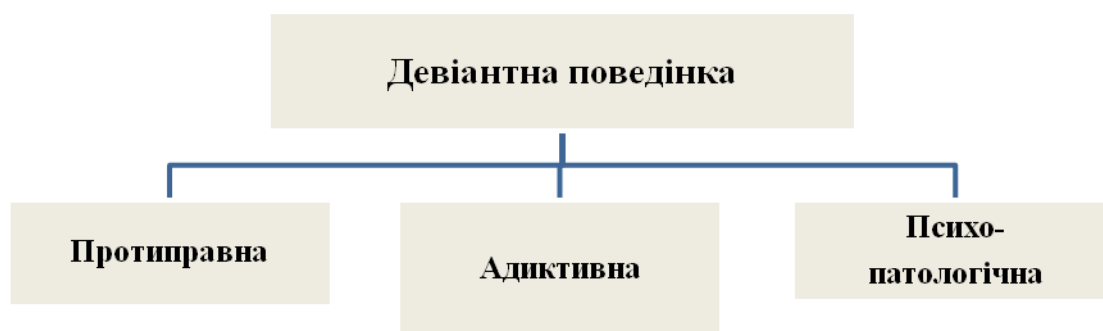 Девіантна поведінка
Протиправна
Адиктивна
Психо-
патологічна